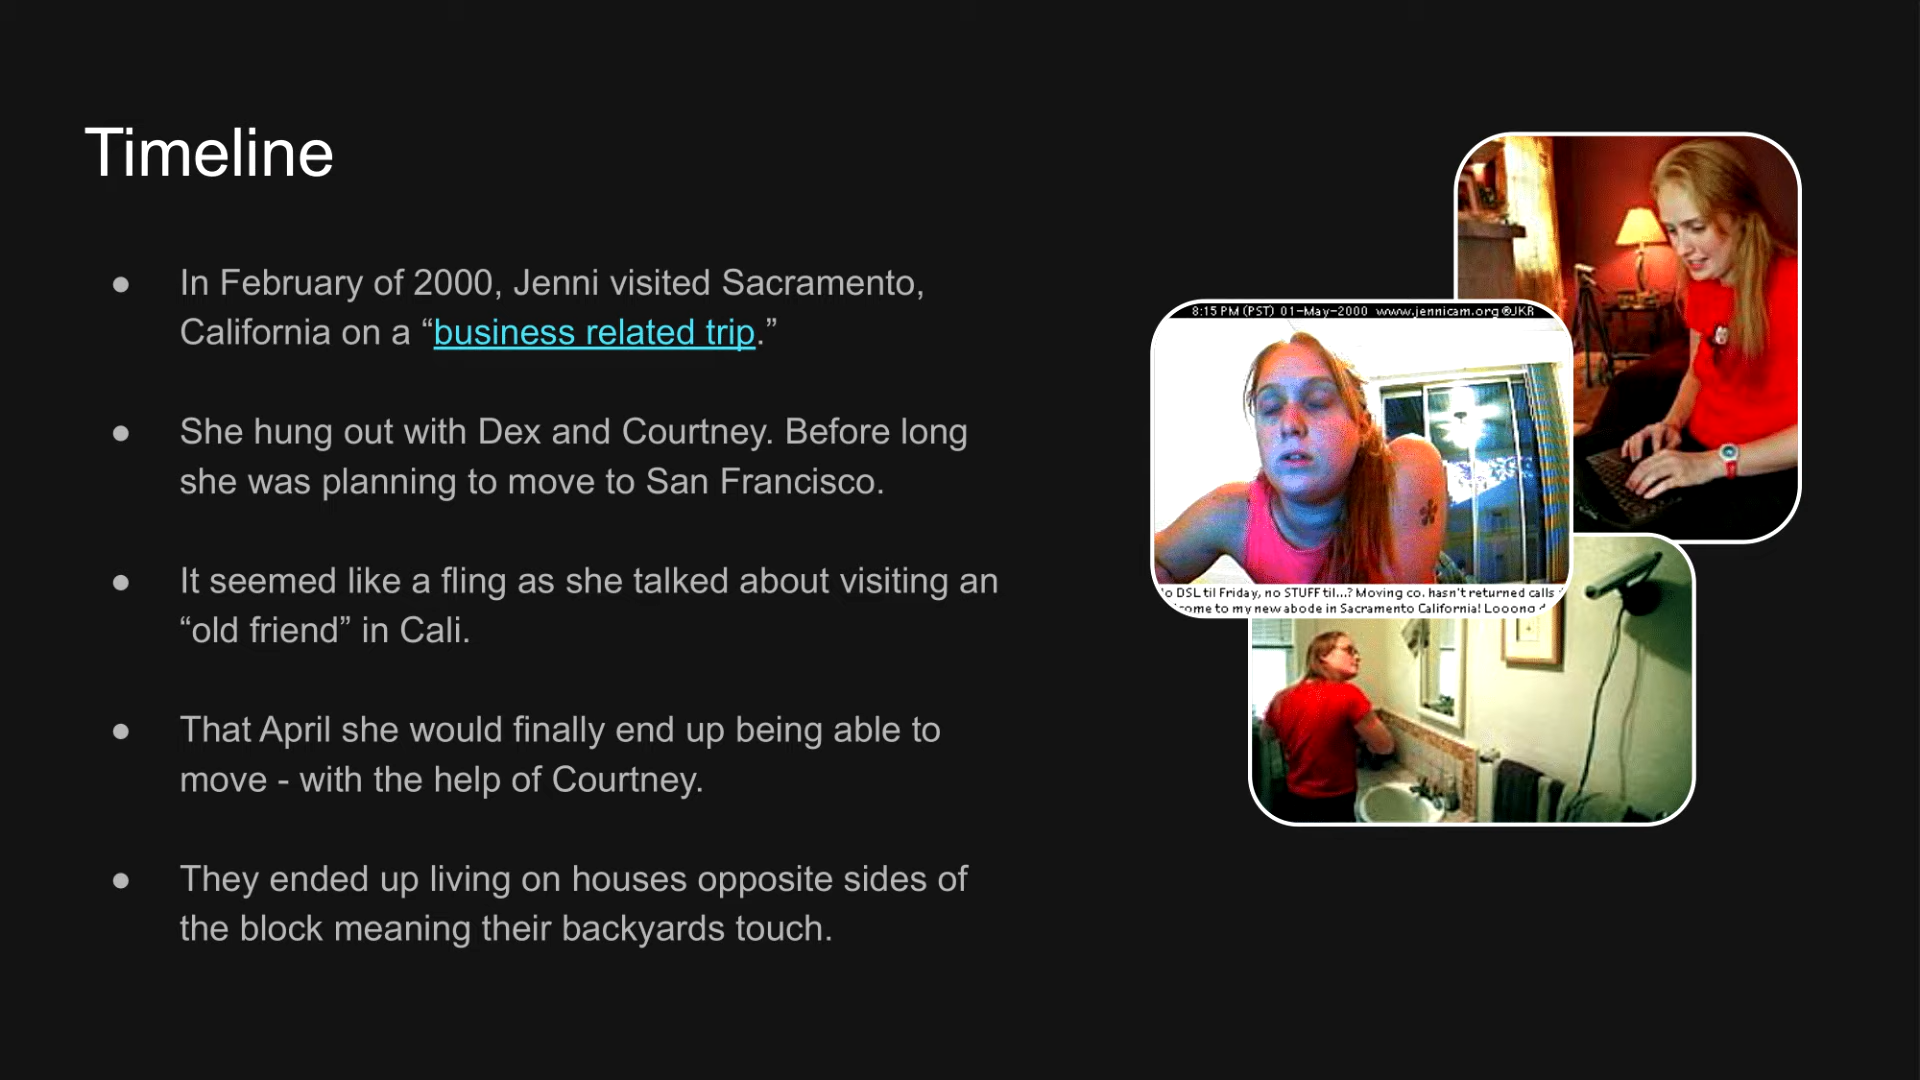 Timeline
● In February of 2000, Jenni visited Sacramento,
California on a “business related trip.”
● She hung out with Dex and Courtney. Before long
she was planning to move to San Francisco.
● It seemed like a fling as she talked about visiting an
“old friend” in Cali.
● That April she would finally end up being able to
move - with the help of Courtney.
● They ended up living on houses opposite sides of
the block meaning their backyards touch.
8:15 PM (PST) 01-May-2000 www.jennicam.org ©JKR
DSL til Friday, no STUFF til...? Moving co. hasn't returned calls
to my new abode in Sacramento California! Looong